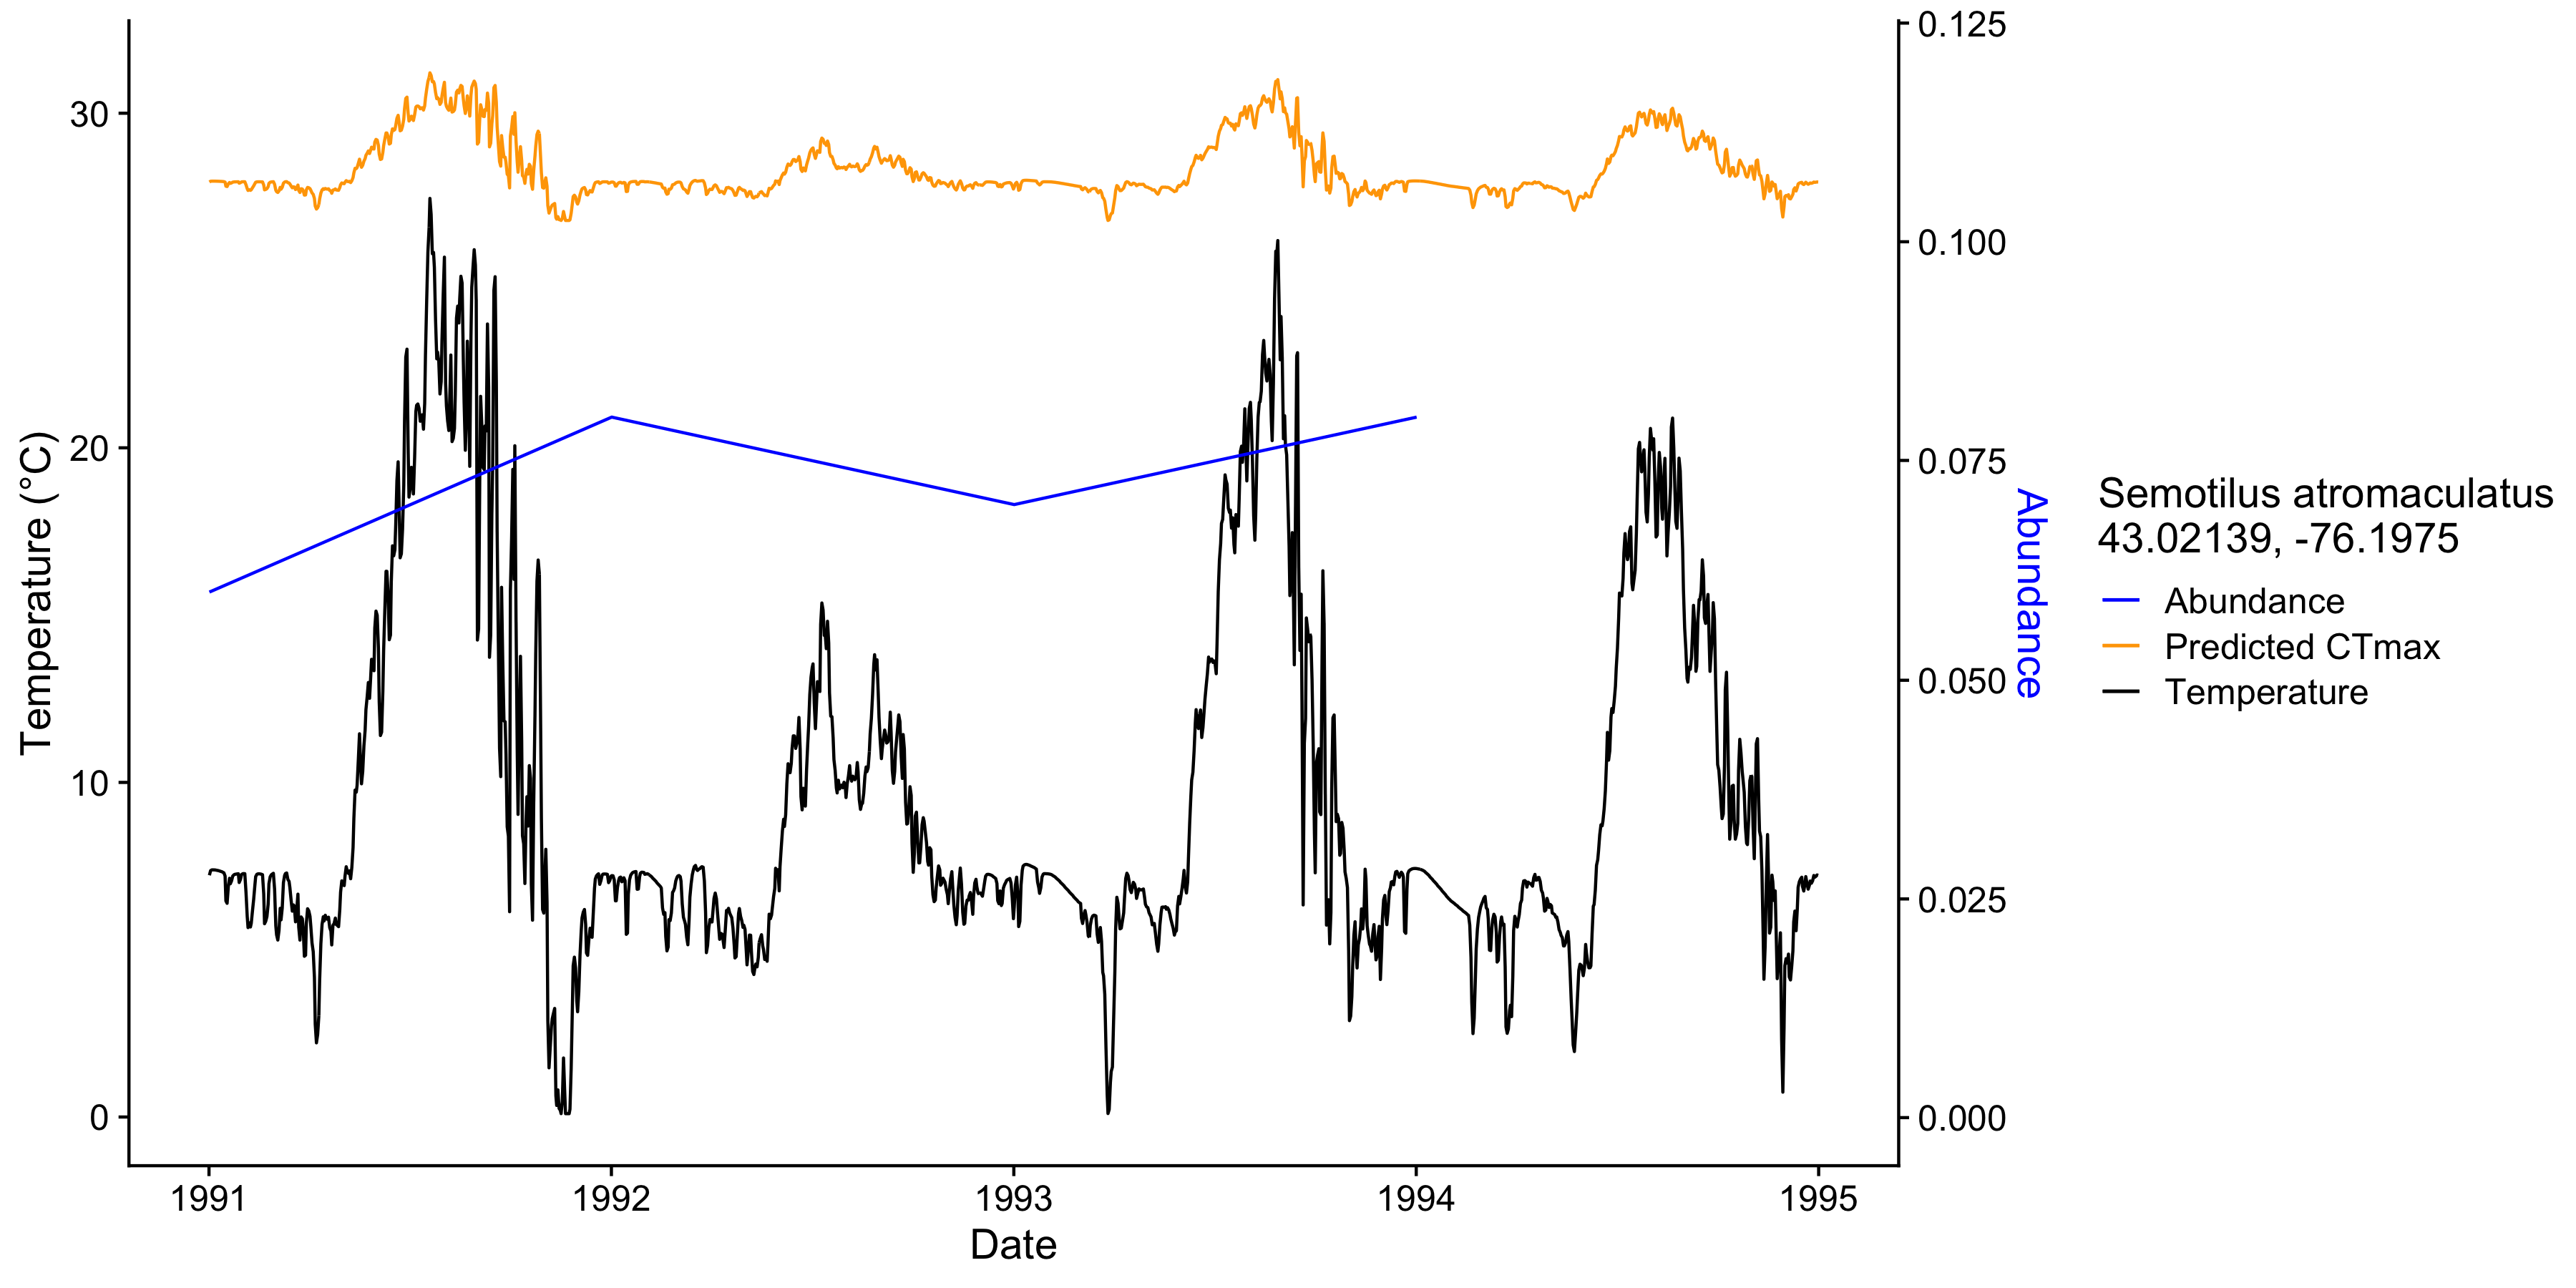 30
20
10
0
Temperature (°C)
1991
1992
1993
1994
1995
Date
0.125
0.100
0.075
0.050
0.025
0.000
Abundance
Semotilus atromaculatus
43.02139, -76.1975
Abundance
Predicted CTmax
Temperature